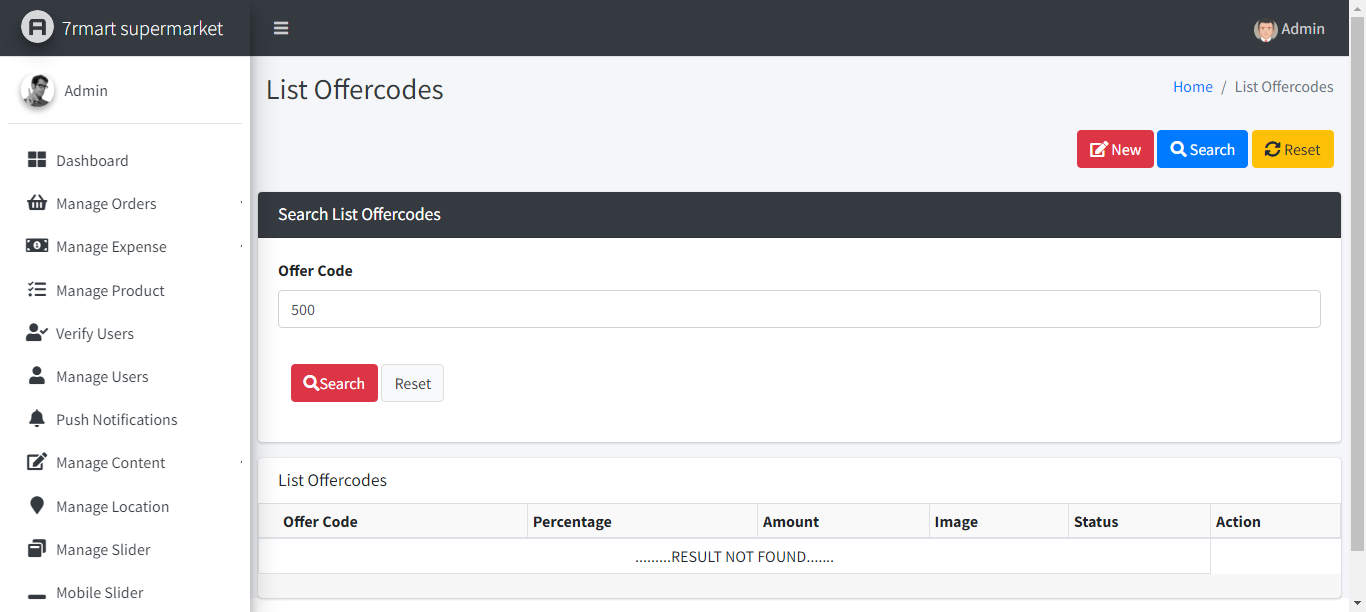 7rmart supermarket
Admin
Admin
List Offercodes
Home / List Offercodes
New Search Reset
Dashboard
Manage Orders
Manage Expense
Manage Product
Verify Users
Manage Users
Push Notifications
Manage Content
Manage Location
Manage Slider
Mobile Slider
Search List Offercodes
Offer Code
500
Search Reset
List Offercodes
Offer Code Percentage Amount Image Status Action
.........RESULT NOT FOUND.......